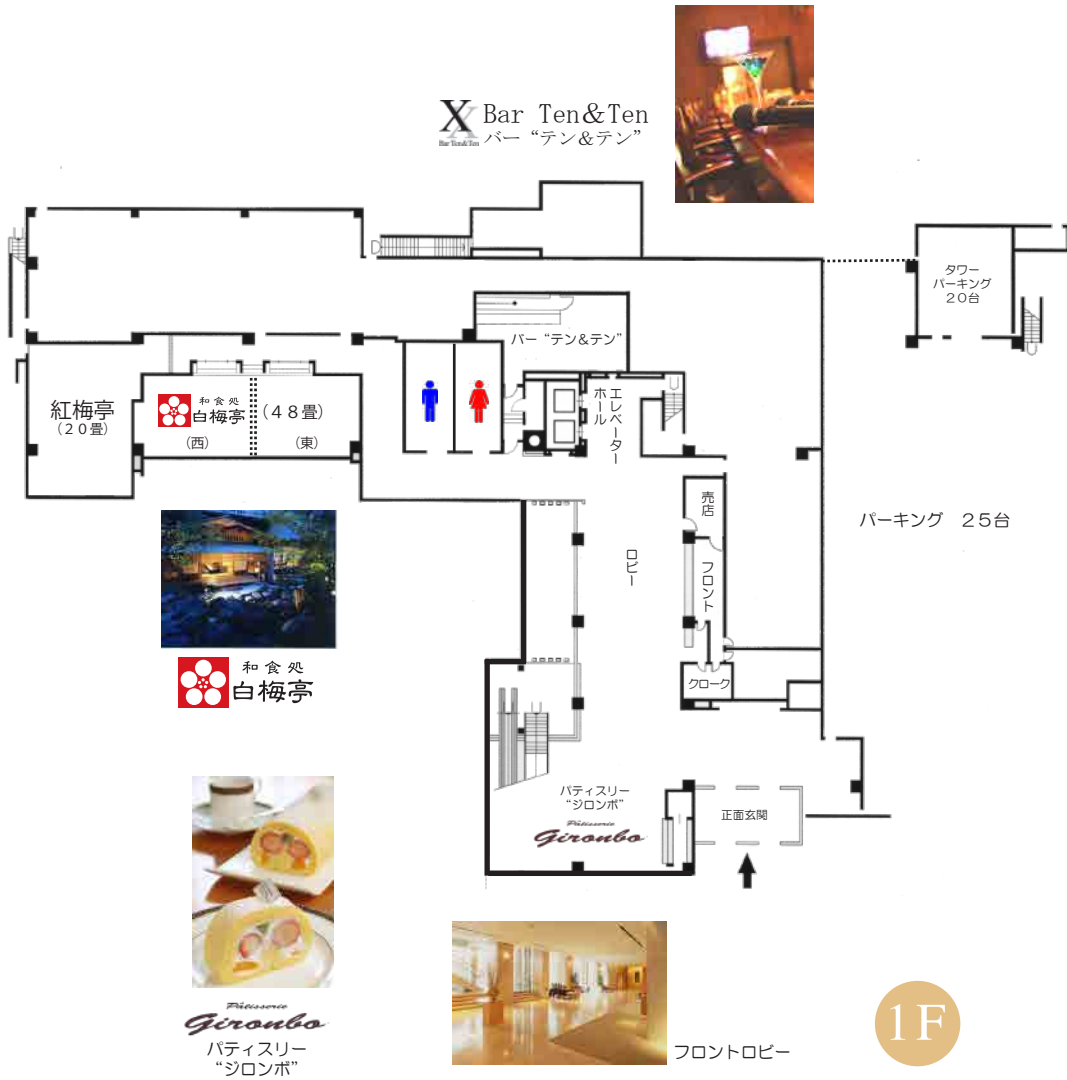 X
X
Bar Ten&Ten
Bar Ten&Ten
バー “テン&テン”
タワー
パーキング
20台
バー “テン&テン”
エレベーター
ホール
紅梅亭
(20畳)
和食処
白梅亭
(西)
(48畳)
(東)
売店
パーキング 25台
ロビー
フロント
和食処
白梅亭
クローク
パティスリー
“ジロンボ”
Pâtisserie
Gironbo
正面玄関
Pâtisserie
Gironbo
パティスリー
“ジロンボ”
フロントロビー
1F